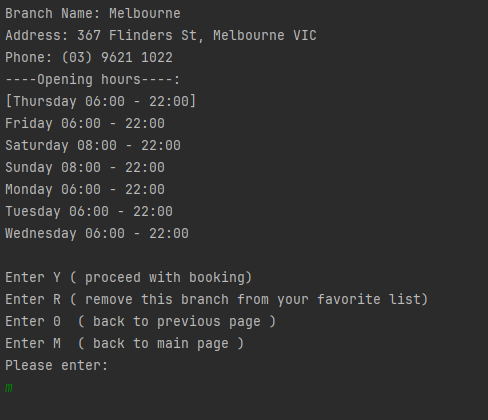 Branch Name: Melbourne
Address: 367 Flinders St, Melbourne VIC
Phone: (03) 9621 1022
----Opening hours----:
[Thursday 06:00 - 22:00]
Friday 06:00 - 22:00
Saturday 08:00 - 22:00
Sunday 08:00 - 22:00
Monday 06:00 - 22:00
Tuesday 06:00 - 22:00
Wednesday 06:00 - 22:00
Enter Y ( proceed with booking)
Enter R ( remove this branch from your favorite list)
Enter 0  ( back to previous page )
Enter M  ( back to main page )
Please enter:
m